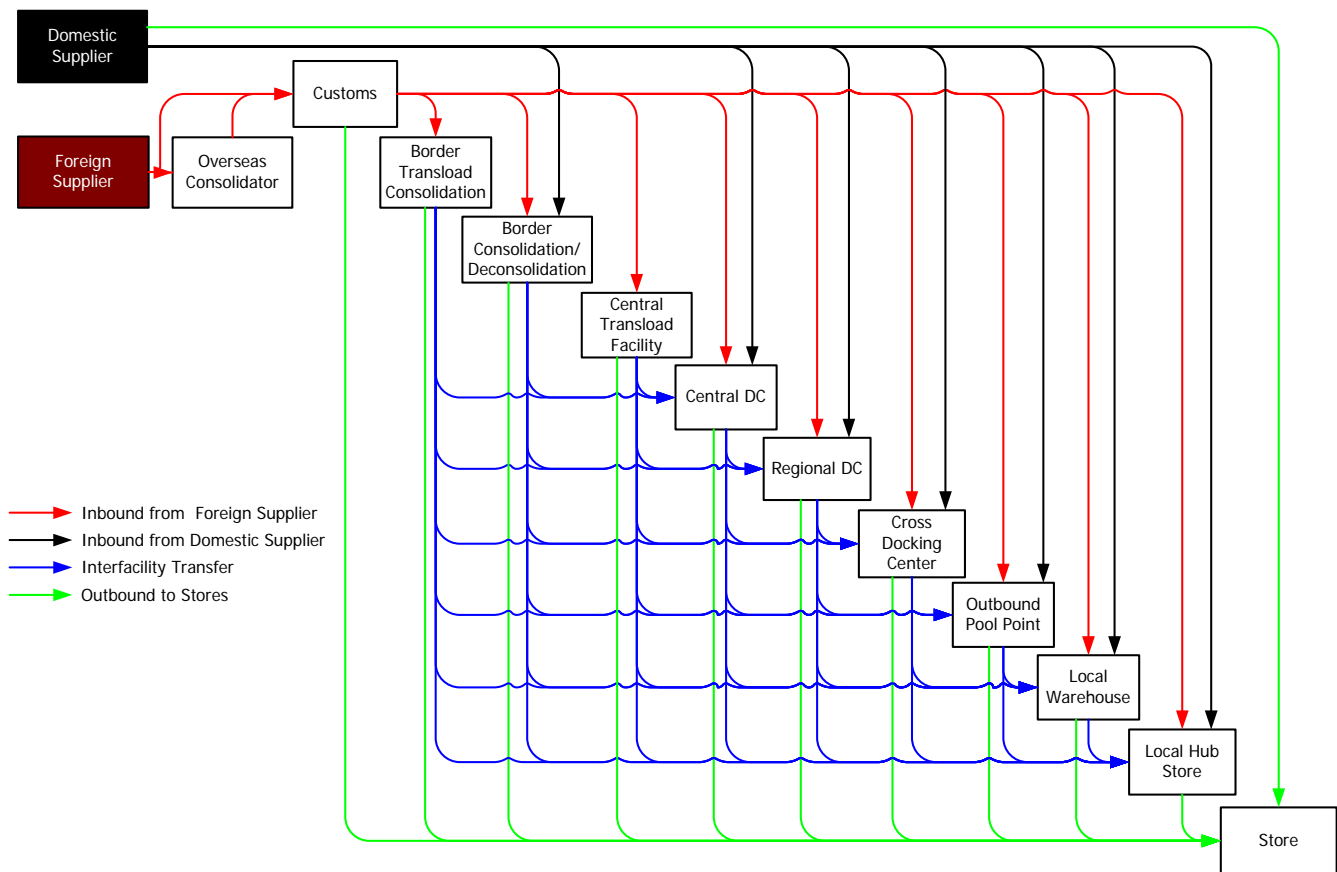 Domestic
Supplier
Customs
Foreign
Supplier
Overseas
Consolidator
Border
Transload
Consolidation
Border
Consolidation/
Deconsolidation
Central
Transload
Facility
Central DC
Regional DC
Inbound from Foreign Supplier
Inbound from Domestic Supplier
Interfacility Transfer
Outbound to Stores
Cross
Docking
Center
Outbound
Pool Point
Local
Warehouse
Local Hub
Store
Store